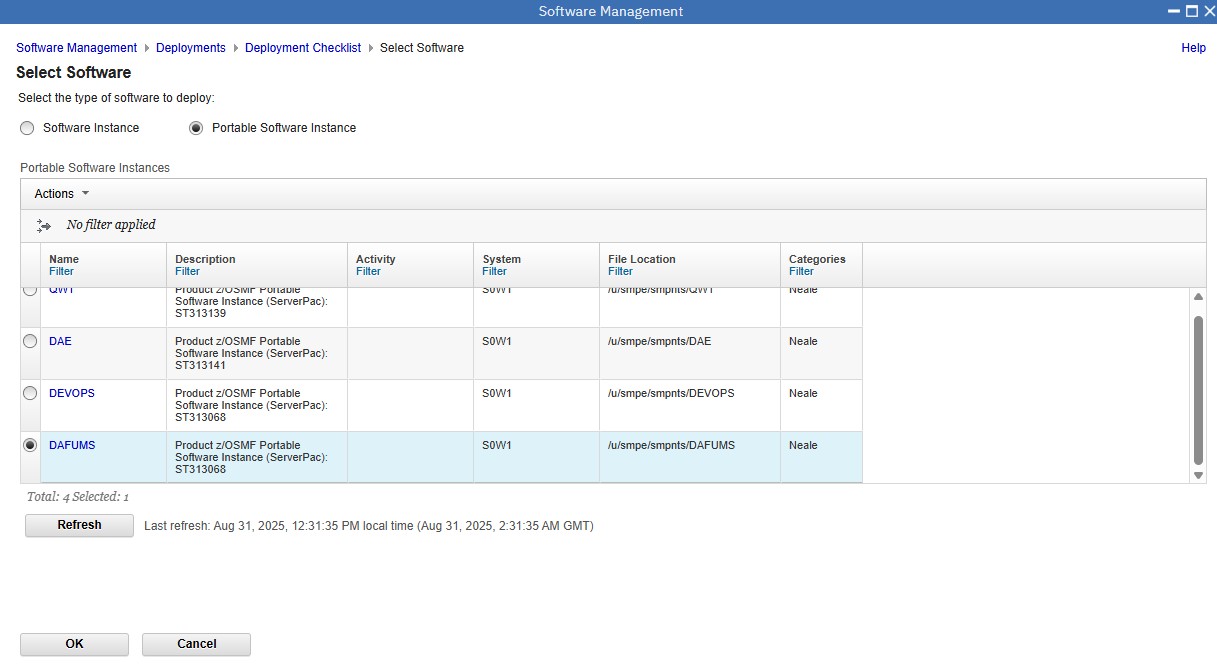 Software Management
Software Management Deployments Deployment Checklist Select Software Help
Select Software
Select the type of software to deploy:
Software Instance Portable Software Instance
Portable Software Instances
Actions
No filter applied
Name Description Activity System File Location Categories
Filter Filter Filter Filter Filter Filter
QW1 Product z/OSMF Portable S0W1 /u/smpe/smpnts/QW1 Neale
Software Instance (ServerPac):
ST313139
DAE Product z/OSMF Portable S0W1 /u/smpe/smpnts/DAE Neale
Software Instance (ServerPac):
ST313141
DEVOPS Product z/OSMF Portable S0W1 /u/smpe/smpnts/DEVOPS Neale
Software Instance (ServerPac):
ST313068
DAFUMS Product z/OSMF Portable S0W1 /u/smpe/smpnts/DAFUMS Neale
Software Instance (ServerPac):
ST313068
Total: 4 Selected: 1
Refresh Last refresh: Aug 31, 2025, 12:31:35 PM local time (Aug 31, 2025, 2:31:35 AM GMT)
OK Cancel